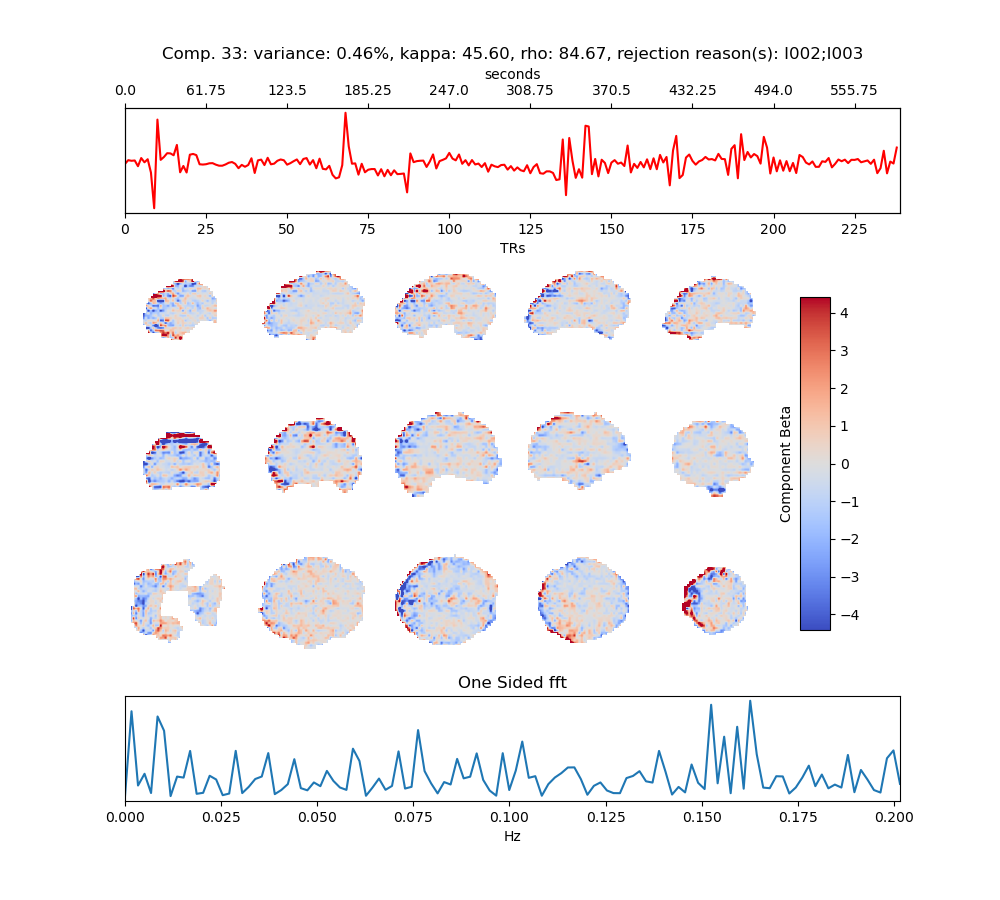 Comp. 33: variance: 0.46%, kappa: 45.60, rho: 84.67, rejection reason(s): I002;I003
seconds
0.0 61.75 123.5 185.25 247.0 308.75 370.5 432.25 494.0 555.75
0 25 50 75 100 125 150 175 200 225
TRs
4
3
2
1
0
−1
−2
−3
−4
Component Beta
One Sided fft
0.000 0.025 0.050 0.075 0.100 0.125 0.150 0.175 0.200
Hz